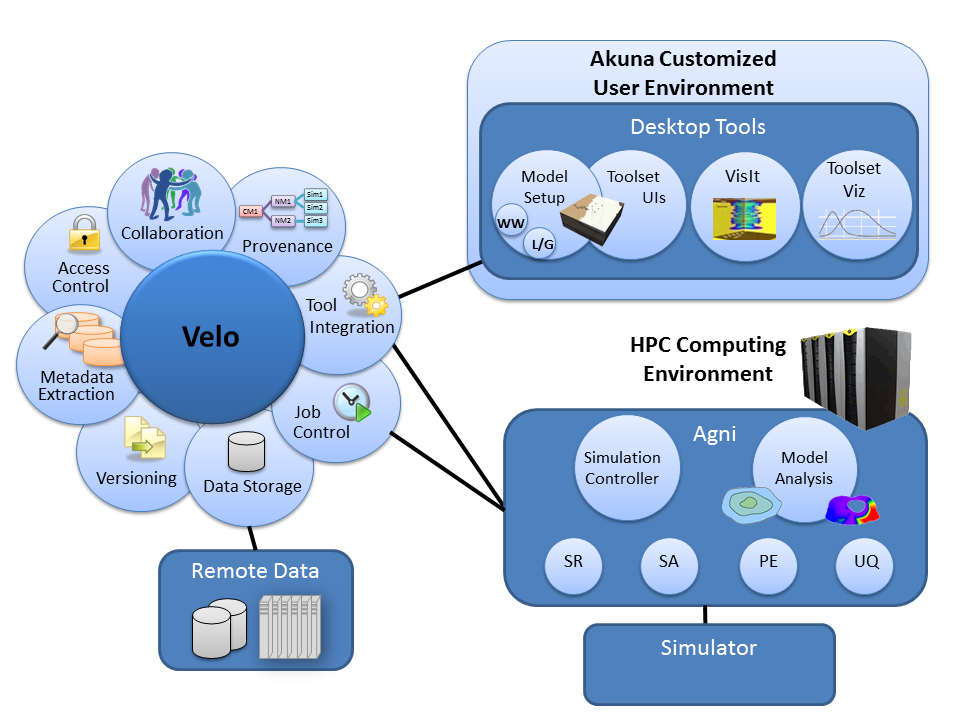 Akuna Customized
User Environment
Desktop Tools
Model
Setup
WW
L/G
Toolset
UIs
VisIt
Toolset
Viz
Collaboration
CM1
NM1
NM2
Sim1
Sim2
Sim3
Provenance
Access
Control
Tool
Integration
Velo
Metadata
Extraction
Job
Control
Versioning
Data Storage
Remote Data
HPC Computing
Environment
Agni
Simulation
Controller
Model
Analysis
SR
SA
PE
UQ
Simulator